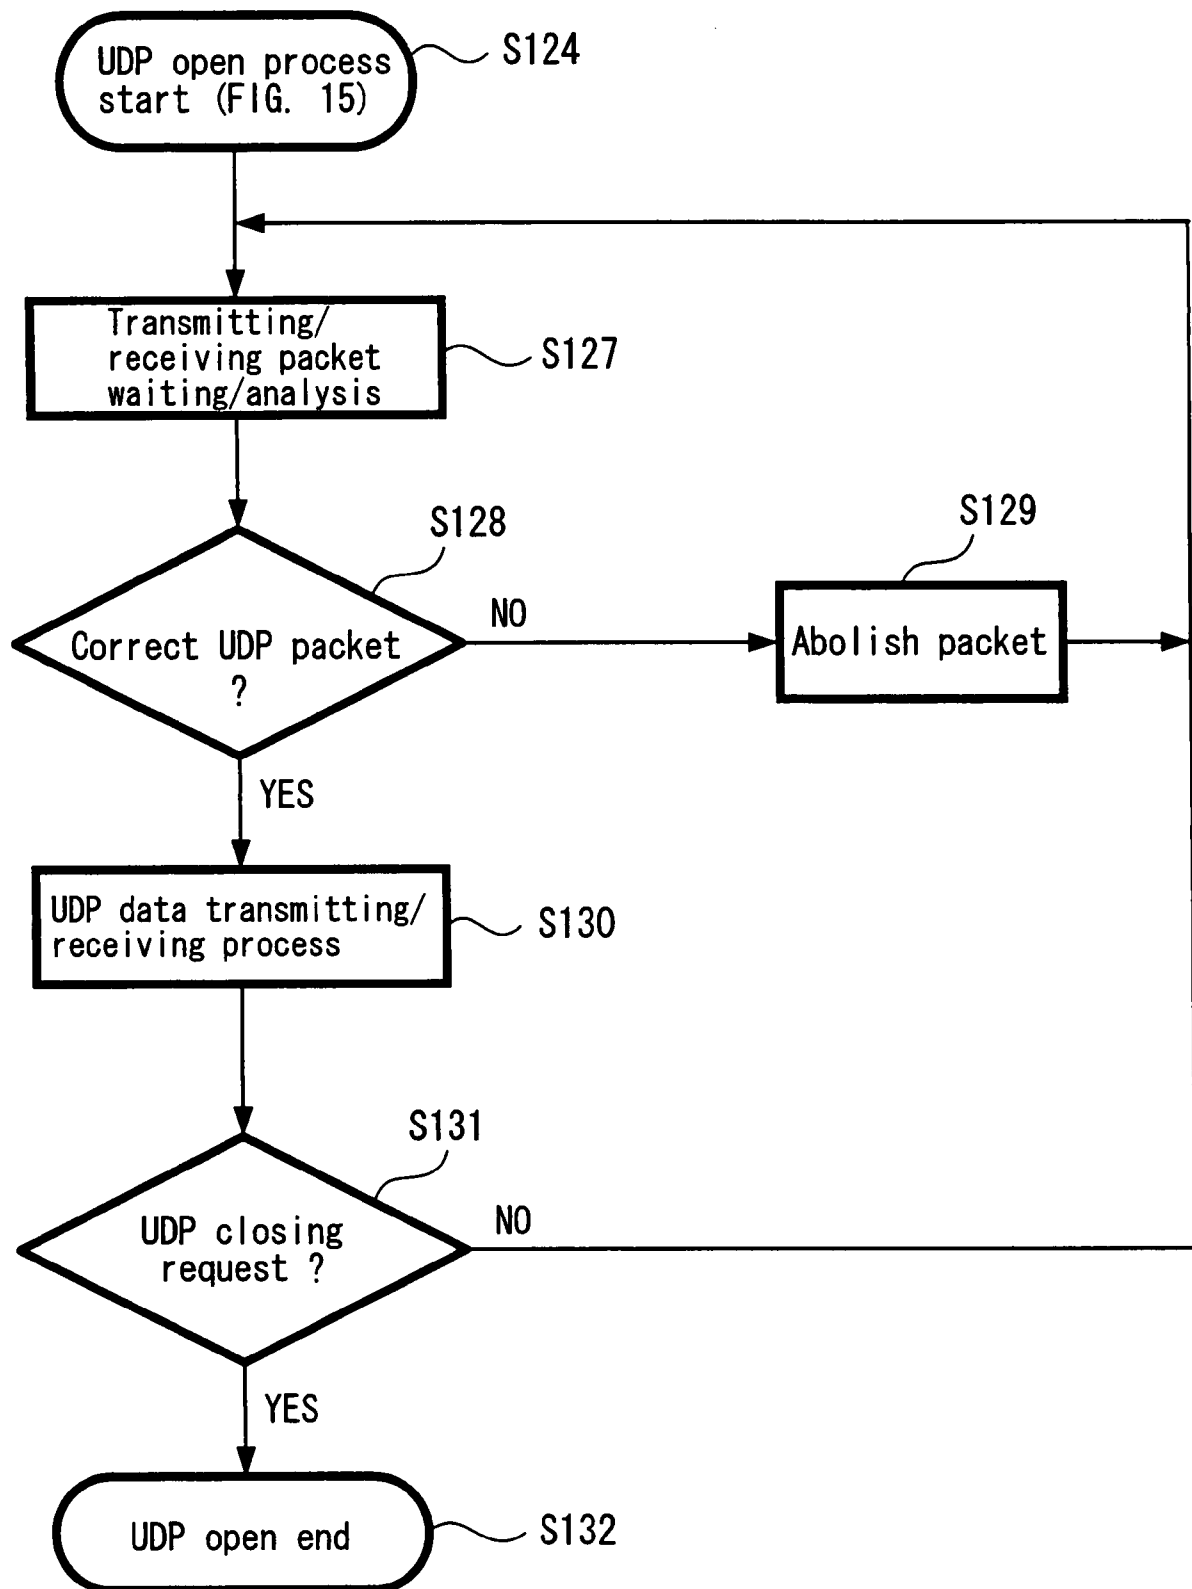 UDP open process
start (FIG. 15)
S124
Transmitting/
receiving packet
waiting/analysis
S127
S128
Correct UDP packet
?
NO
S129
Abolish packet
YES
UDP data transmitting/
receiving process
S130
S131
UDP closing
request ?
NO
YES
UDP open end
S132